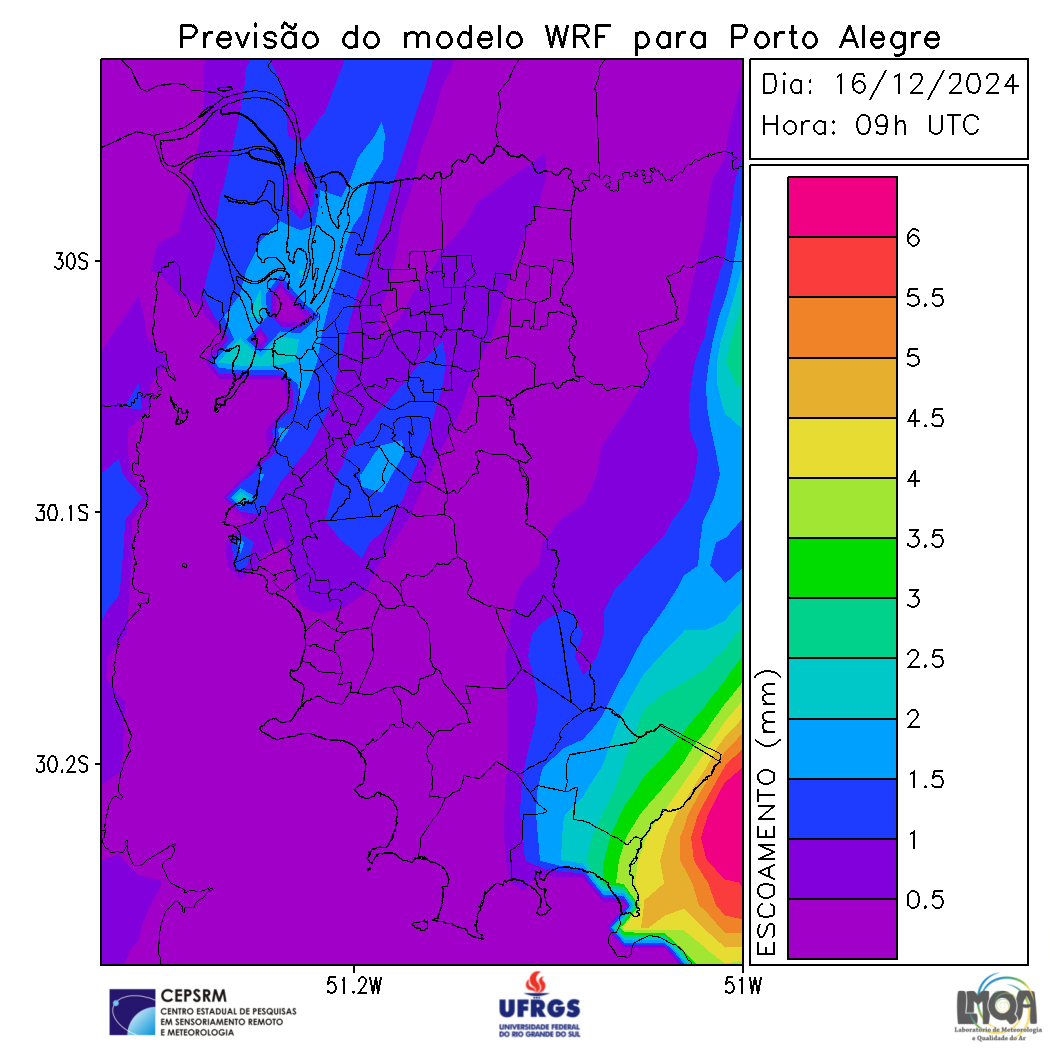 Previsão do modelo WRF para Porto Alegre
Dia: 16/12/2024
Hora: 09h UTC
30S
30.1S
30.2S
51.2W
51W
ESCOAMENTO (mm)
6
5.5
5
4.5
4
3.5
3
2.5
2
1.5
1
0.5
CEPSRM
CENTRO ESTADUAL DE PESQUISAS
EM SENSORIAMENTO REMOTO
E METEOROLOGIA
UFRGS
UNIVERSIDADE FEDERAL
DO RIO GRANDE DO SUL
LMQA
Laboratório de Meteorologia
e Qualidade do Ar